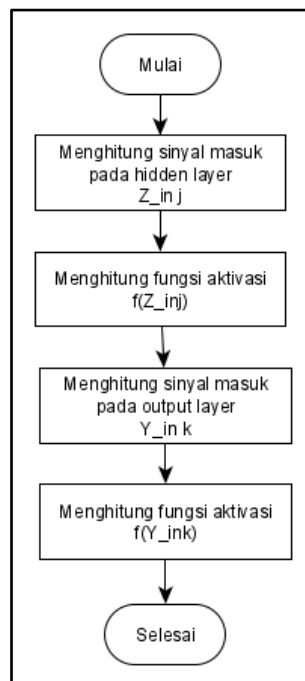 Mulai
Menghitung sinyal masuk
pada hidden layer
Z_in j
Menghitung fungsi aktivasi
f(Z_inj)
Menghitung sinyal masuk
pada output layer
Y_in k
Menghitung fungsi aktivasi
f(Y_ink)
Selesai